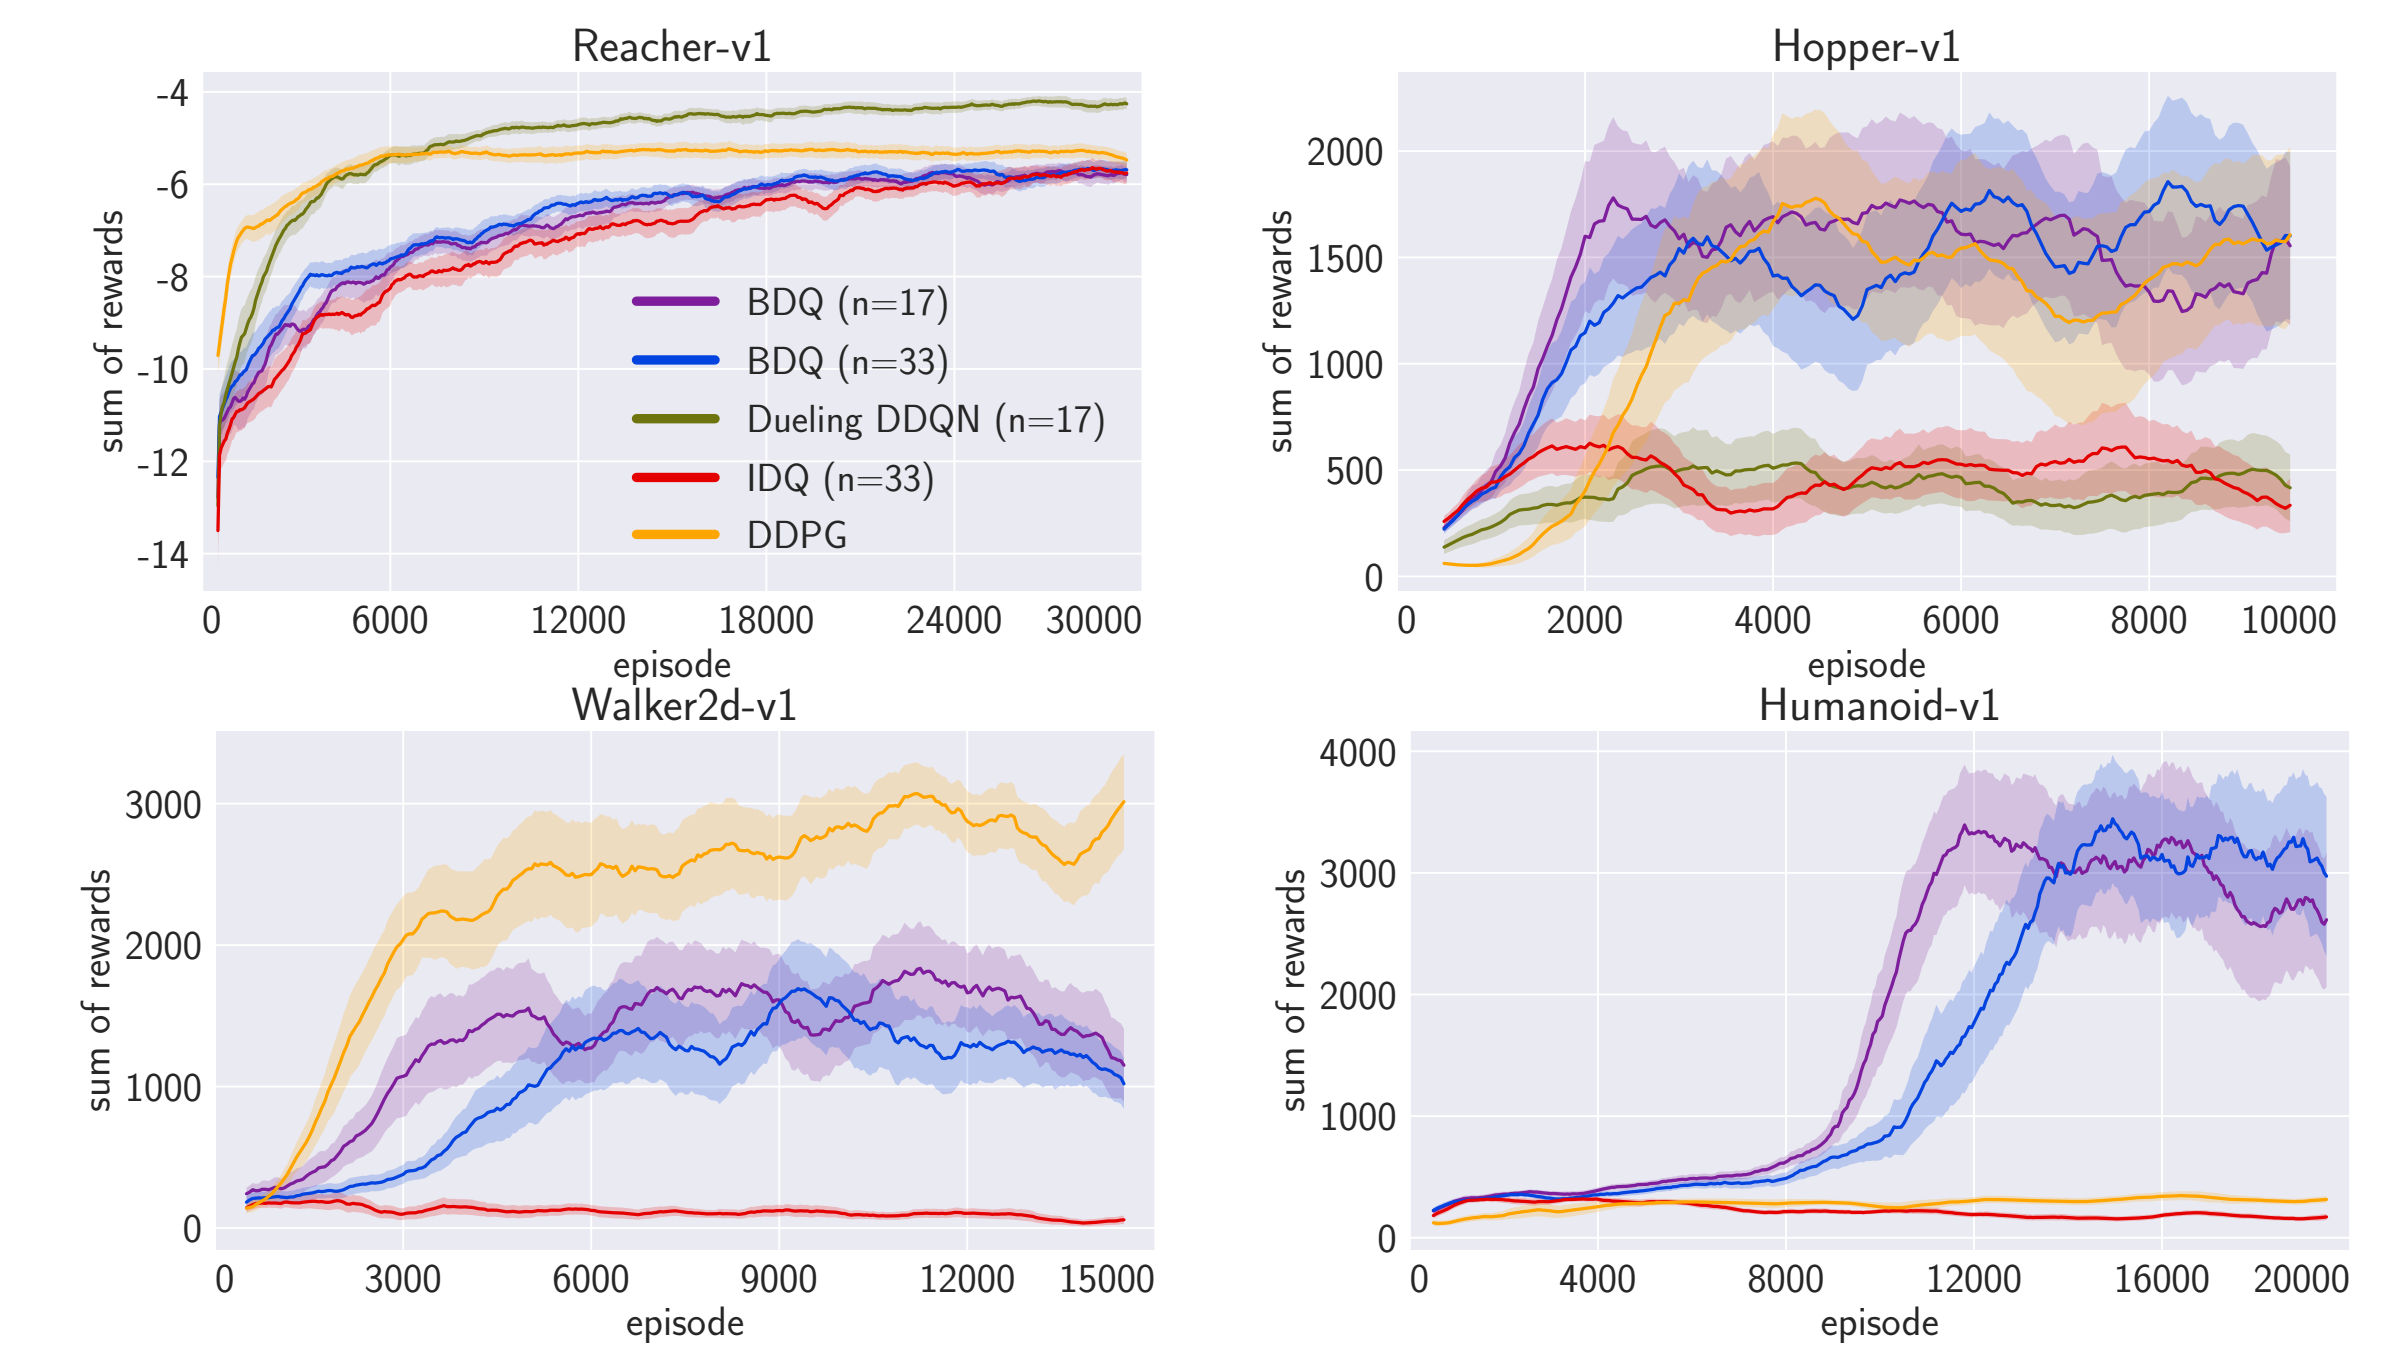 Reacher-v1
-4
-6
-8
-10
-12
-14
sum of rewards
BDQ (n=17)
BDQ (n=33)
Dueling DDQN (n=17)
IDQ (n=33)
DDPG
0 6000 12000 18000 24000 30000
episode
Hopper-v1
2000
1500
1000
500
0
sum of rewards
0 2000 4000 6000 8000 10000
episode
Walker2d-v1
3000
2000
1000
0
sum of rewards
0 3000 6000 9000 12000 15000
episode
Humanoid-v1
4000
3000
2000
1000
0
sum of rewards
0 4000 8000 12000 16000 20000
episode